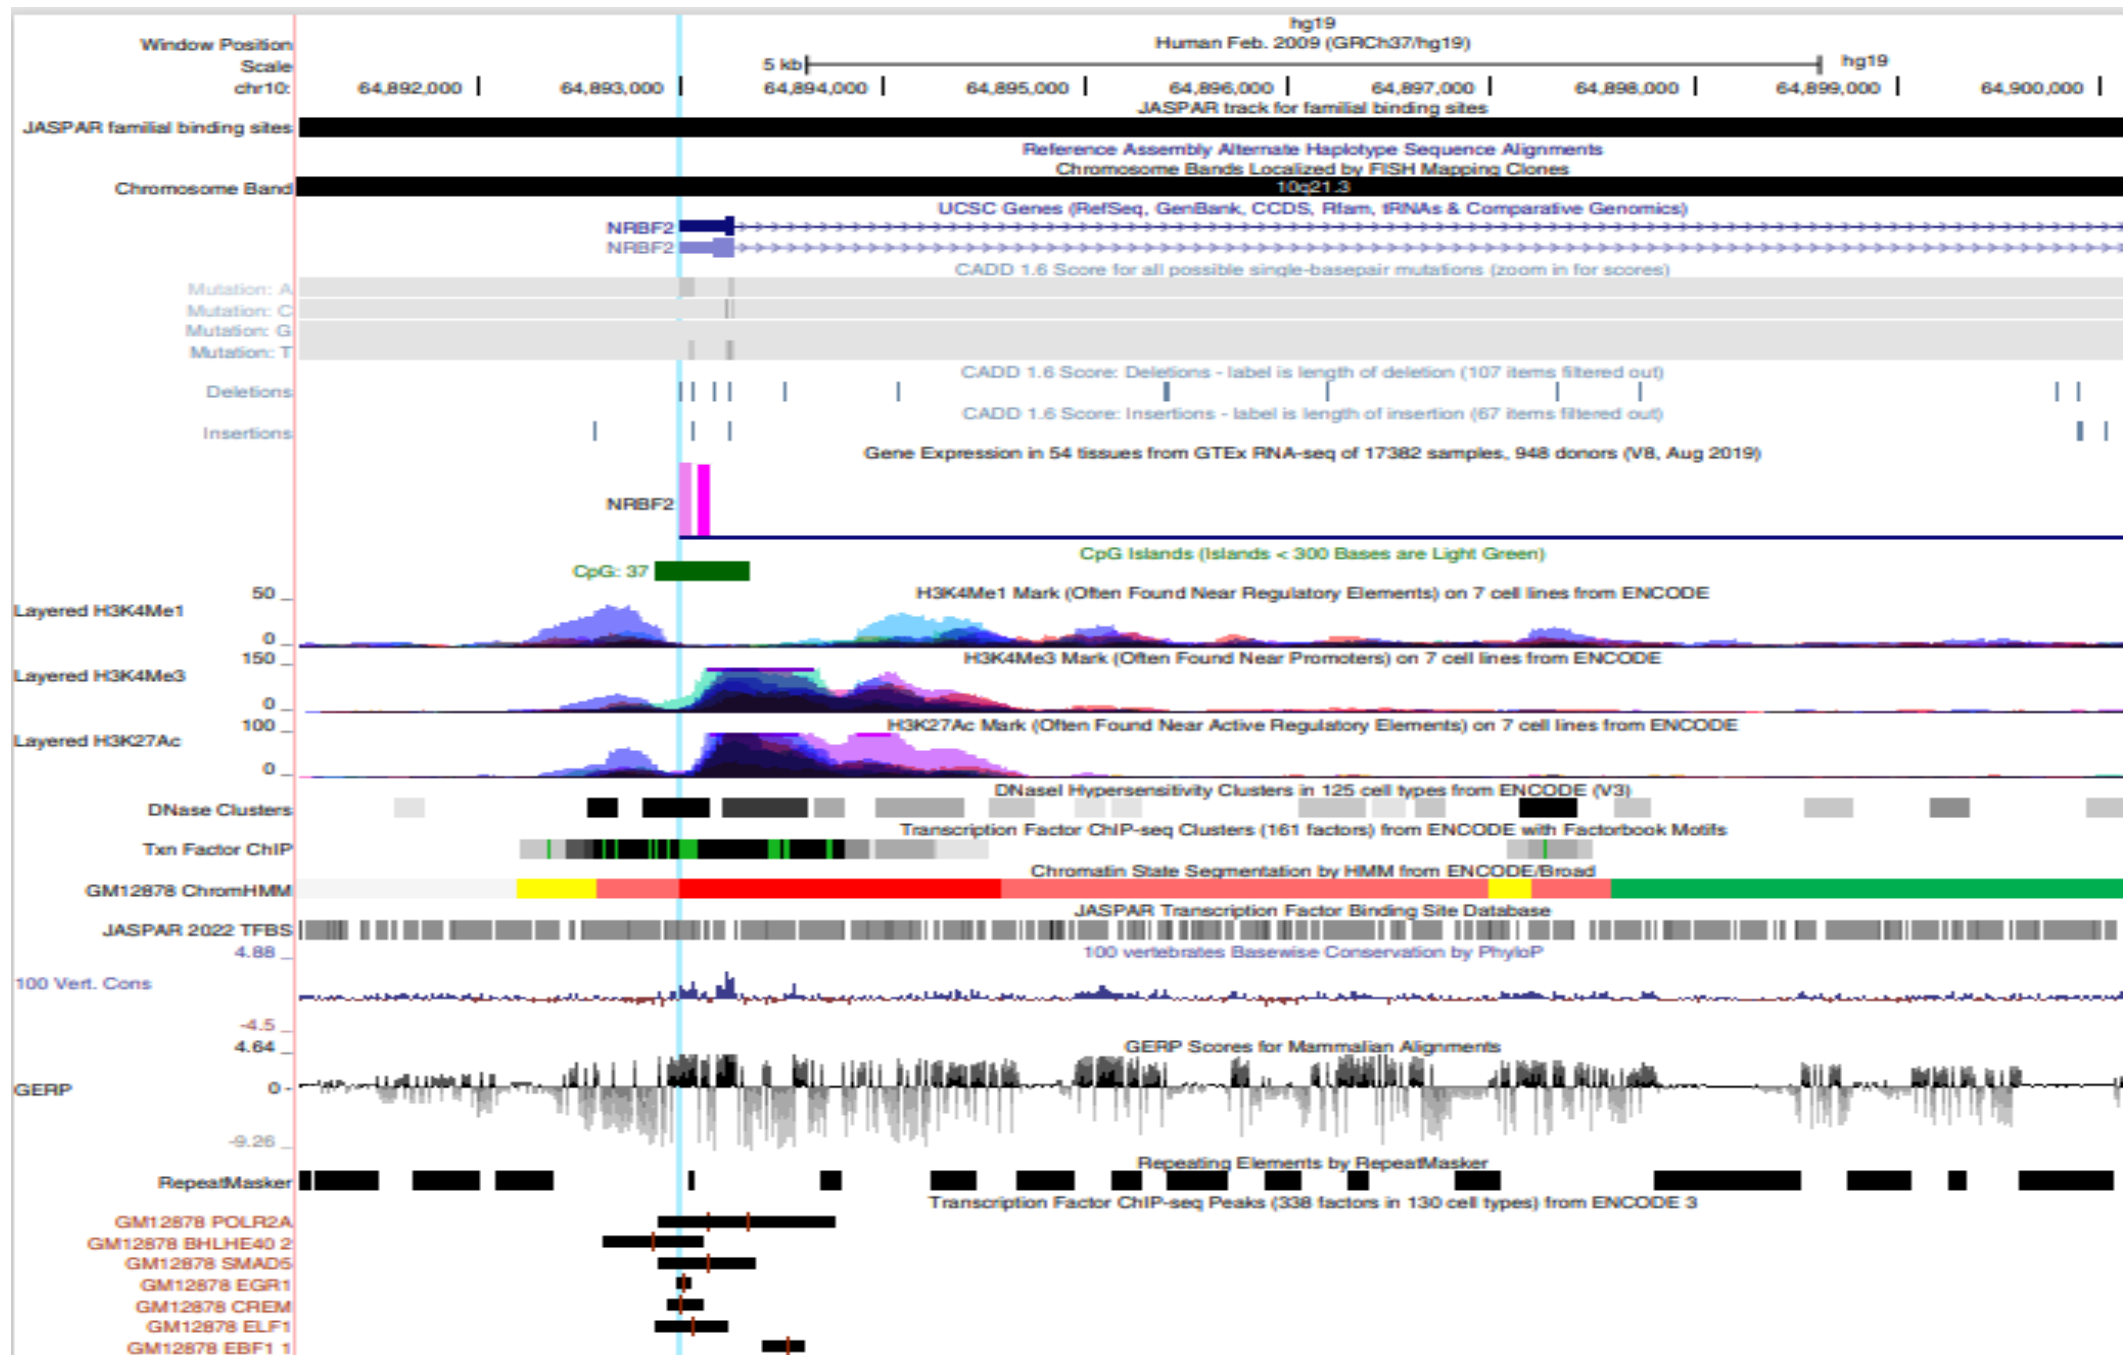 hg19
Window Position Human Feb. 2009 (GRCh37/hg19)
Scale 5 kb hg19
chr10: 64,892,000 64,893,000 64,894,000 64,895,000 64,896,000 64,897,000 64,898,000 64,899,000 64,900,000
JASPAR track for familial binding sites
JASPAR familial binding sites
Reference Assembly Alternate Haplotype Sequence Alignments
Chromosome Bands Localized by FISH Mapping Clones
Chromosome Band 10q21.3
UCSC Genes (RefSeq, GenBank, CCDS, Rfam, tRNAs & Comparative Genomics)
NRBF2
NRBF2
CADD 1.6 Score for all possible single-basepair mutations (zoom in for scores)
Mutation: A
Mutation: C
Mutation: G
Mutation: T
CADD 1.6 Score: Deletions - label is length of deletion (107 items filtered out)
Deletions
CADD 1.6 Score: Insertions - label is length of insertion (67 items filtered out)
Insertions
Gene Expression in 54 tissues from GTEx RNA-seq of 17382 samples, 948 donors (V8, Aug 2019)
NRBF2
CpG Islands (Islands < 300 Bases are Light Green)
CpG: 37
50 _ H3K4Me1 Mark (Often Found Near Regulatory Elements) on 7 cell lines from ENCODE
Layered H3K4Me1
0 _
150 _ H3K4Me3 Mark (Often Found Near Promoters) on 7 cell lines from ENCODE
Layered H3K4Me3
0 _
100 _ H3K27Ac Mark (Often Found Near Active Regulatory Elements) on 7 cell lines from ENCODE
Layered H3K27Ac
0 _
DNaseI Hypersensitivity Clusters in 125 cell types from ENCODE (V3)
DNase Clusters
Transcription Factor ChIP-seq Clusters (161 factors) from ENCODE with Factorbook Motifs
Txn Factor ChIP
Chromatin State Segmentation by HMM from ENCODE/Broad
GM12878 ChromHMM
JASPAR Transcription Factor Binding Site Database
JASPAR 2022 TFBS
4.88 _ 100 vertebrates Basewise Conservation by PhyloP
100 Vert. Cons
-4.5 _
4.64 _ GERP Scores for Mammalian Alignments
GERP 0 -
-9.26 _
Repeating Elements by RepeatMasker
RepeatMasker
Transcription Factor ChIP-seq Peaks (338 factors in 130 cell types) from ENCODE 3
GM12878 POLR2A
GM12878 BHLHE40 2
GM12878 SMAD5
GM12878 EGR1
GM12878 CREM
GM12878 ELF1
GM12878 EBF1 1